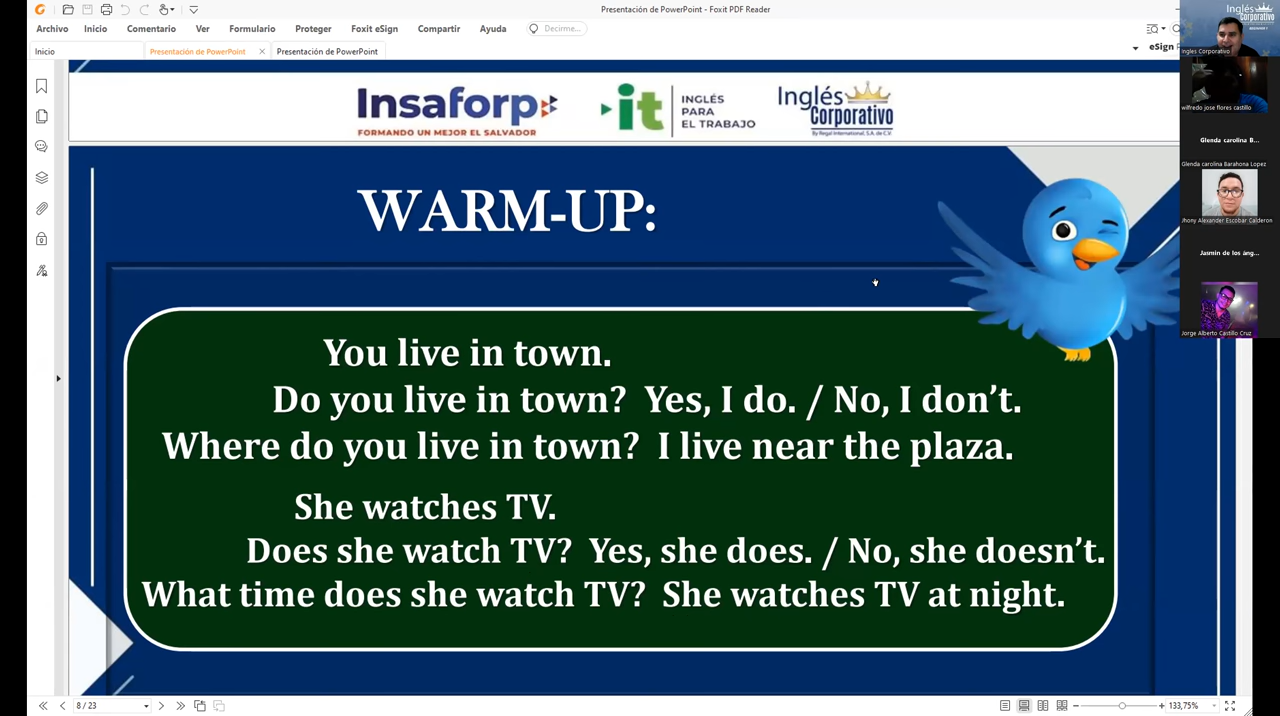 Presentación de PowerPoint - Foxit PDF Reader
Archivo Inicio Comentario Ver Formulario Proteger Foxit eSign Compartir Ayuda Decirme...
Inicio Presentación de PowerPoint Presentación de PowerPoint eSign
Insaforp
FORMANDO UN MEJOR EL SALVADOR
it
INGLÉS
PARA
EL TRABAJO
Inglés
Corporativo
By Regal International, S.A. de C.V.
WARM-UP:
You live in town.
Do you live in town? Yes, I do. / No, I don’t.
Where do you live in town? I live near the plaza.
She watches TV.
Does she watch TV? Yes, she does. / No, she doesn’t.
What time does she watch TV? She watches TV at night.
Inglés
Corporativo
Ingles Corporativo
wilfredo jose flores castillo
Glenda carolina B...
Glenda carolina Barahona Lopez
Jhony Alexander Escobar Calderon
Jasmin de los áng...
Jorge Alberto Castillo Cruz
8 / 23
133,75%